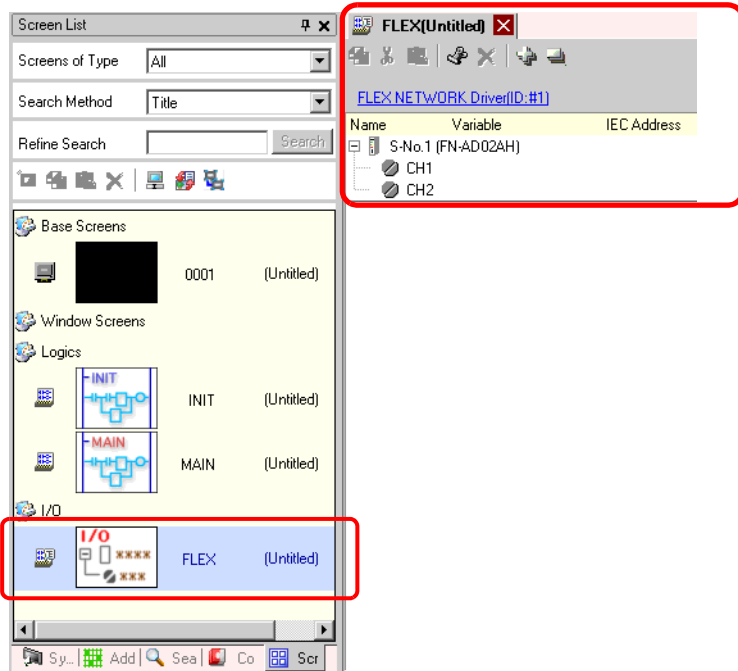 Screen List
Screens of Type All
Search Method Title
Refine Search Search
Base Screens
0001 (Untitled)
Window Screens
Logics
INIT
INIT (Untitled)
MAIN
MAIN (Untitled)
I/O
I/O
****
***
FLEX (Untitled)
Sy... Add Sea Co Scr
FLEX(Untitled)
FLEX NETWORK Driver(ID:#1)
Name Variable IEC Address
S-No.1 (FN-AD02AH)
CH1
CH2